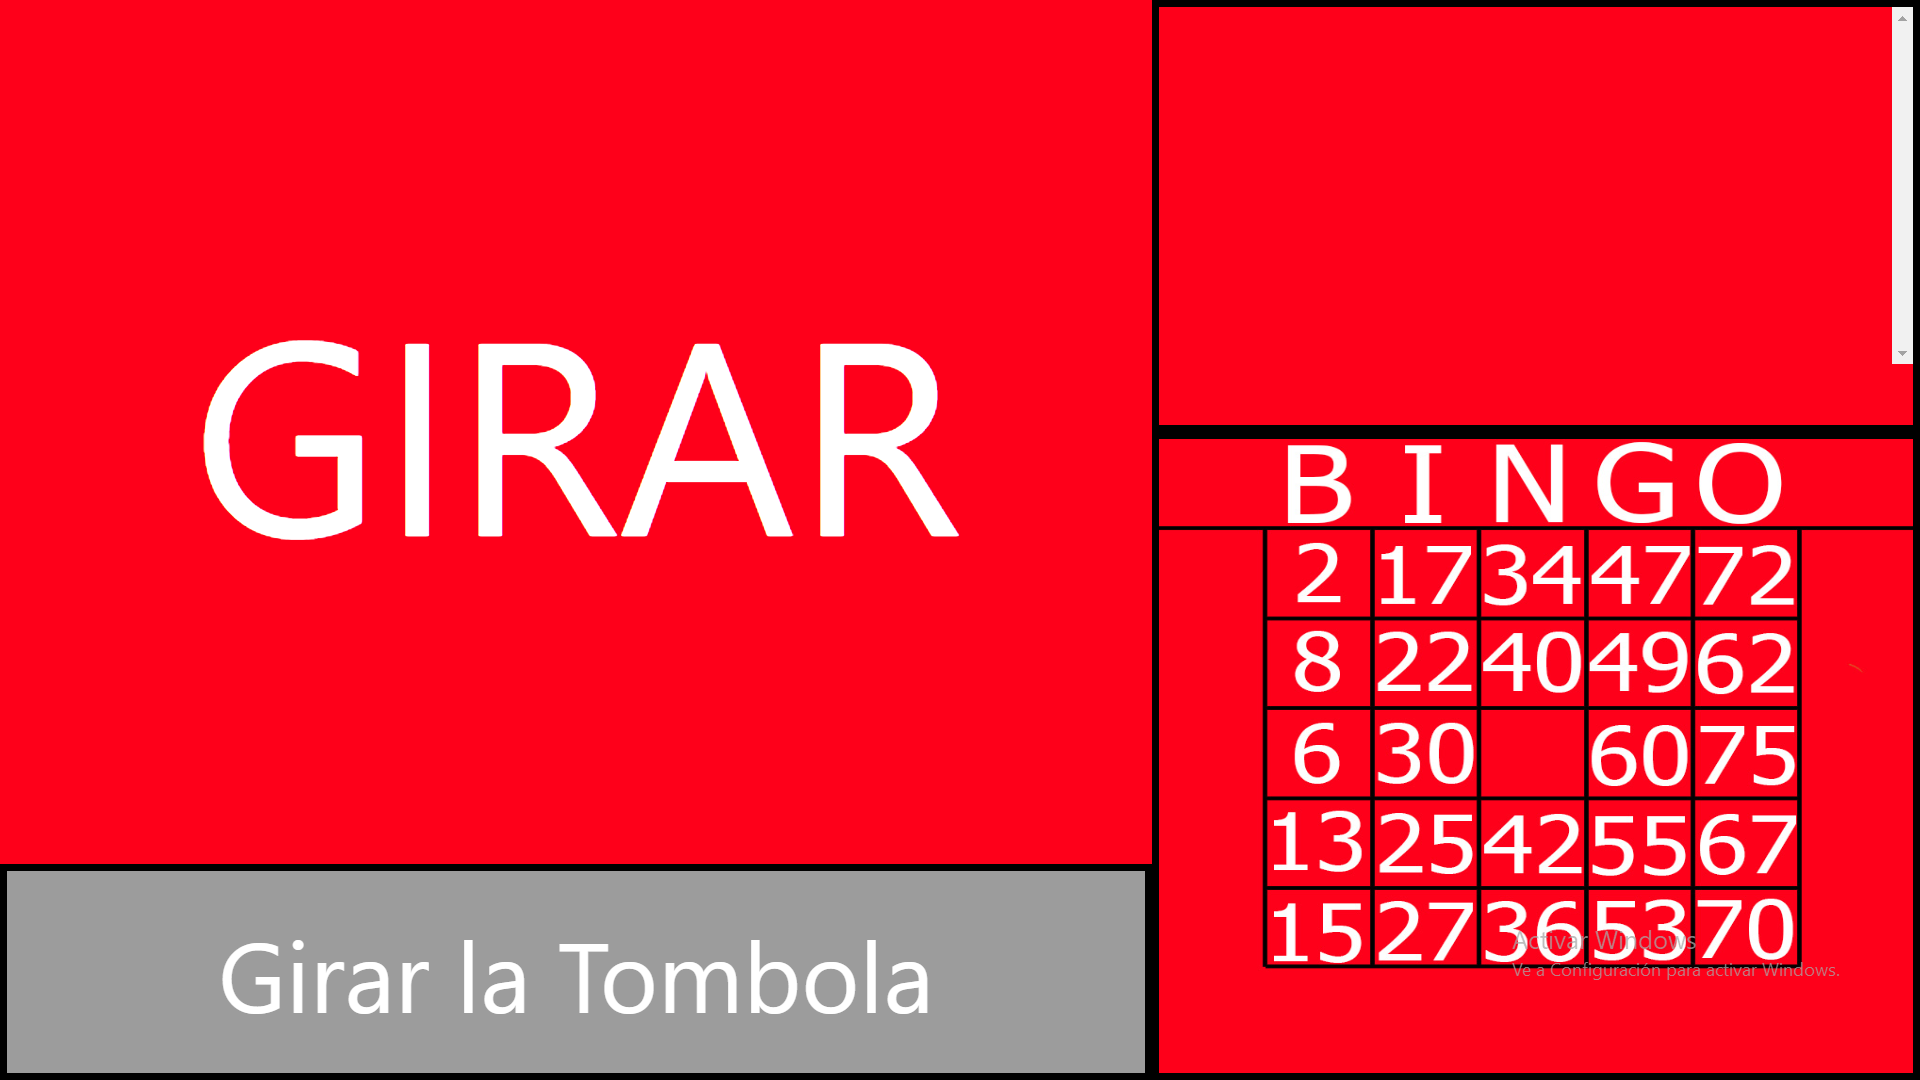 GIRAR
Girar la Tombola
B I N G O
2 17 34 47 72
8 22 40 49 62
6 30 60 75
13 25 42 55 67
15 27 36 53 70
Activar Windows
Ve a Configuración para activar Windows.